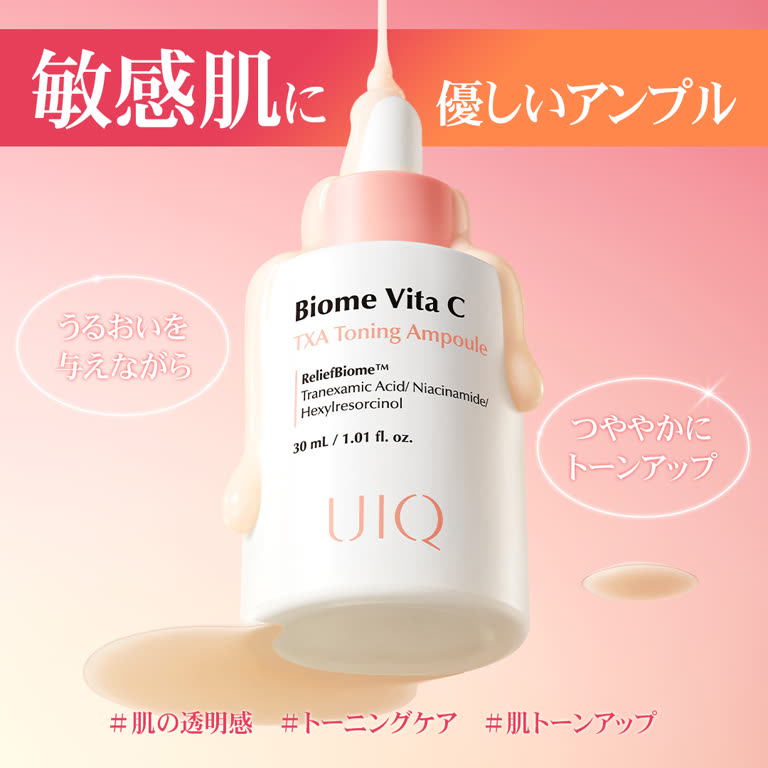 敏感肌に 優しいアンプル
うるおいを
与えながら
Biome Vita C
TXA Toning Ampoule
ReliefBiome™
Tranexamic Acid/ Niacinamide/
Hexylresorcinol
30 mL / 1.01 fl. oz.
UIQ
つややかに
トーンアップ
#肌の透明感 #トーニングケア #肌トーンアップ